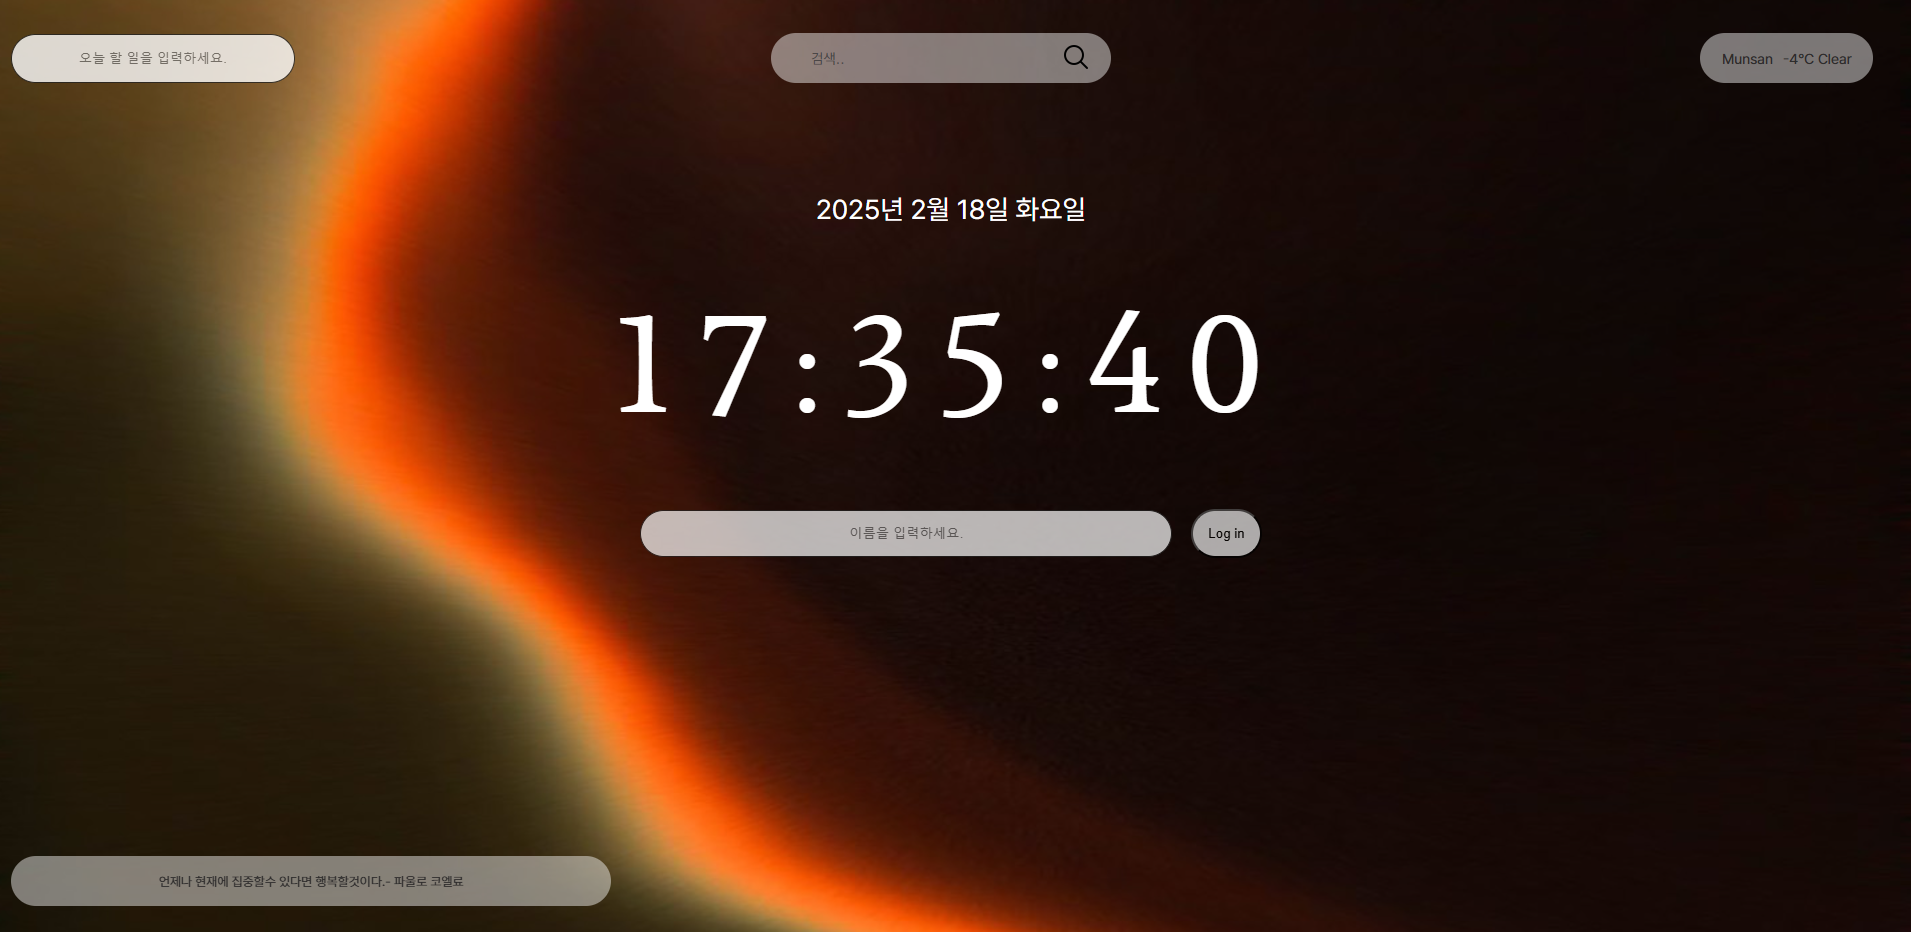 오늘 할 일을 입력하세요.
검색..
Munsan -4°C Clear
2025년 2월 18일 화요일
17:35:40
이름을 입력하세요.
Log in
언제나 현재에 집중할수 있다면 행복할것이다.- 파울로 코엘료